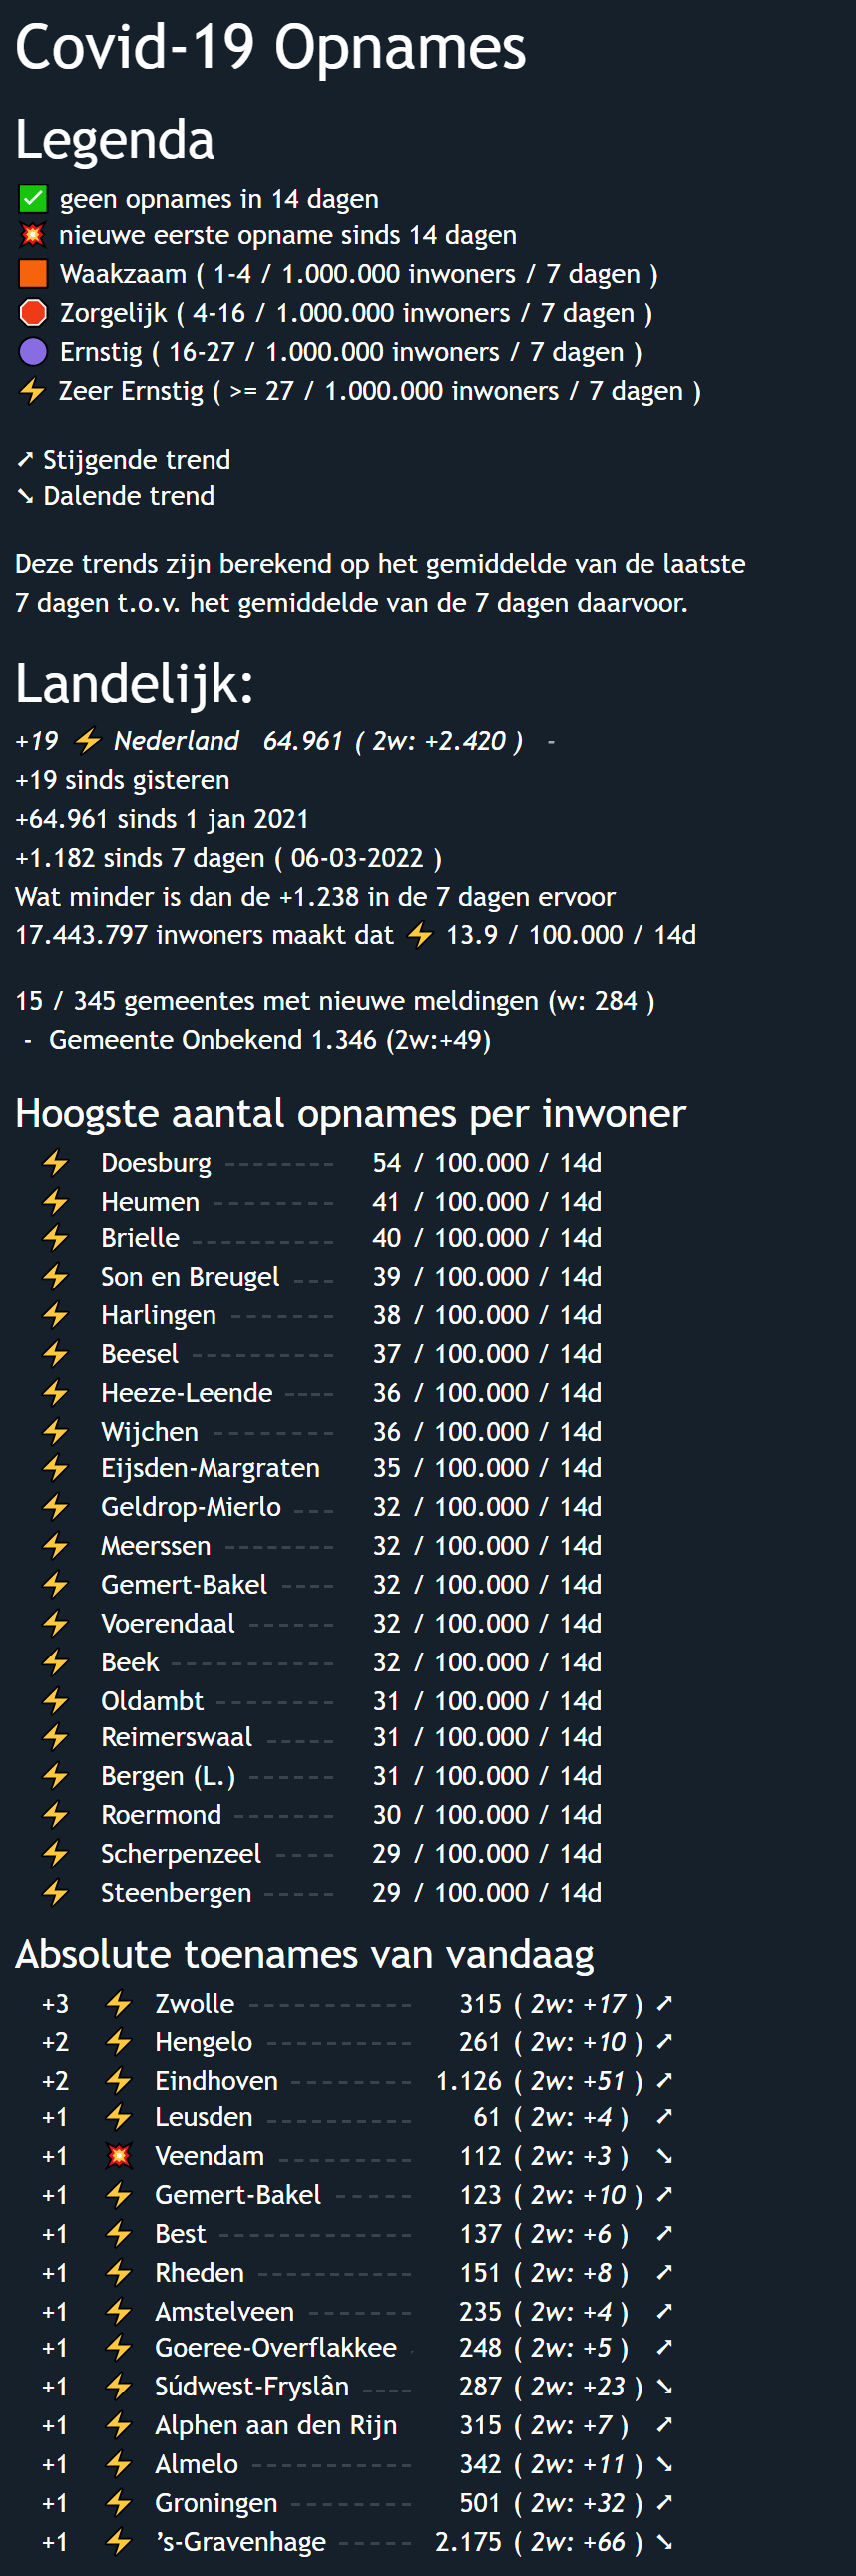 Covid-19 Opnames
Legenda
✅ geen opnames in 14 dagen
💥 nieuwe eerste opname sinds 14 dagen
🟧 Waakzaam ( 1-4 / 1.000.000 inwoners / 7 dagen )
🛑 Zorgelijk ( 4-16 / 1.000.000 inwoners / 7 dagen )
🟣 Ernstig ( 16-27 / 1.000.000 inwoners / 7 dagen )
⚡ Zeer Ernstig ( >= 27 / 1.000.000 inwoners / 7 dagen )
➚ Stijgende trend
➘ Dalende trend
Deze trends zijn berekend op het gemiddelde van de laatste
7 dagen t.o.v. het gemiddelde van de 7 dagen daarvoor.
Landelijk:
+19 ⚡ Nederland 64.961 ( 2w: +2.420 ) -
+19 sinds gisteren
+64.961 sinds 1 jan 2021
+1.182 sinds 7 dagen ( 06-03-2022 )
Wat minder is dan de +1.238 in de 7 dagen ervoor
17.443.797 inwoners maakt dat ⚡ 13.9 / 100.000 / 14d
15 / 345 gemeentes met nieuwe meldingen (w: 284 )
- Gemeente Onbekend 1.346 (2w:+49)
Hoogste aantal opnames per inwoner
⚡ Doesburg -------- 54 / 100.000 / 14d
⚡ Heumen --------- 41 / 100.000 / 14d
⚡ Brielle ---------- 40 / 100.000 / 14d
⚡ Son en Breugel --- 39 / 100.000 / 14d
⚡ Harlingen ------- 38 / 100.000 / 14d
⚡ Beesel ---------- 37 / 100.000 / 14d
⚡ Heeze-Leende ---- 36 / 100.000 / 14d
⚡ Wijchen --------- 36 / 100.000 / 14d
⚡ Eijsden-Margraten 35 / 100.000 / 14d
⚡ Geldrop-Mierlo --- 32 / 100.000 / 14d
⚡ Meerssen -------- 32 / 100.000 / 14d
⚡ Gemert-Bakel ---- 32 / 100.000 / 14d
⚡ Voerendaal ------ 32 / 100.000 / 14d
⚡ Beek ------------ 32 / 100.000 / 14d
⚡ Oldambt --------- 31 / 100.000 / 14d
⚡ Reimerswaal ----- 31 / 100.000 / 14d
⚡ Bergen (L.) ------ 31 / 100.000 / 14d
⚡ Roermond ------- 30 / 100.000 / 14d
⚡ Scherpenzeel ---- 29 / 100.000 / 14d
⚡ Steenbergen ----- 29 / 100.000 / 14d
Absolute toenames van vandaag
+3 ⚡ Zwolle ------------ 315 ( 2w: +17 ) ➚
+2 ⚡ Hengelo ----------- 261 ( 2w: +10 ) ➚
+2 ⚡ Eindhoven --------- 1.126 ( 2w: +51 ) ➚
+1 ⚡ Leusden ----------- 61 ( 2w: +4 ) ➚
+1 💥 Veendam ---------- 112 ( 2w: +3 ) ➘
+1 ⚡ Gemert-Bakel ----- 123 ( 2w: +10 ) ➚
+1 ⚡ Best -------------- 137 ( 2w: +6 ) ➚
+1 ⚡ Rheden ----------- 151 ( 2w: +8 ) ➚
+1 ⚡ Amstelveen -------- 235 ( 2w: +4 ) ➚
+1 ⚡ Goeree-Overflakkee - 248 ( 2w: +5 ) ➚
+1 ⚡ Súdwest-Fryslân ---- 287 ( 2w: +23 ) ➘
+1 ⚡ Alphen aan den Rijn 315 ( 2w: +7 ) ➚
+1 ⚡ Almelo ------------ 342 ( 2w: +11 ) ➘
+1 ⚡ Groningen --------- 501 ( 2w: +32 ) ➚
+1 ⚡ ’s-Gravenhage ----- 2.175 ( 2w: +66 ) ➘